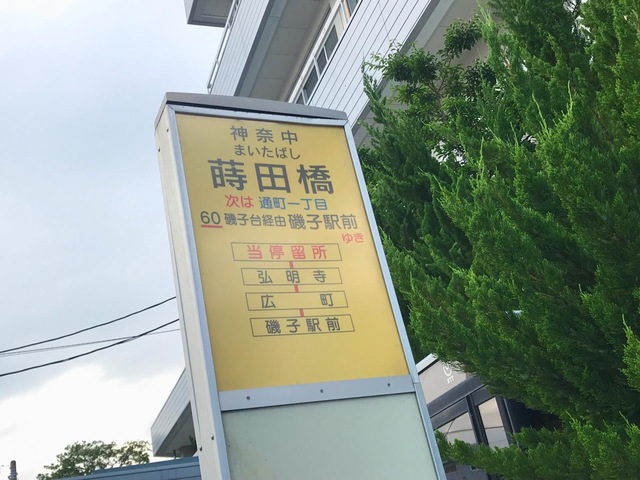 神奈中
まいたばし
蒔田橋
次は 通町一丁目
60 磯子台経由 磯子駅前 ゆき
当停留所
弘明寺
広町
磯子駅前